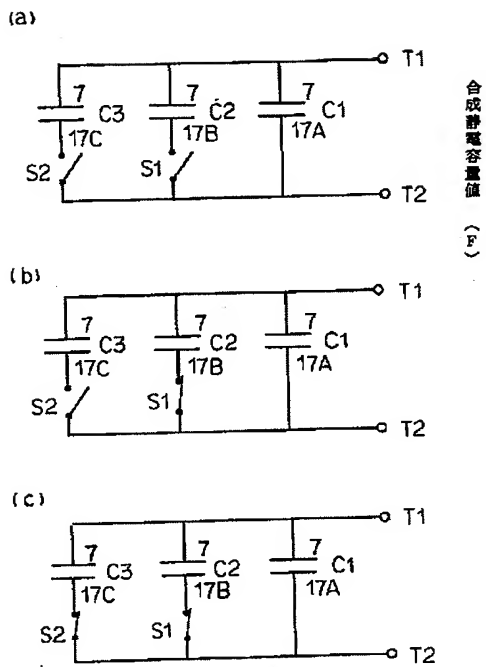 (a)
T1
7
7
7
C3
C2
C1
17C
17B
17A
S2
S1
T2
合成静電容量値 (F)
(b)
T1
7
7
7
C3
C2
C1
17C
17B
17A
S2
S1
T2
(c)
T1
7
7
7
C3
C2
C1
17C
17B
17A
S2
S1
T2